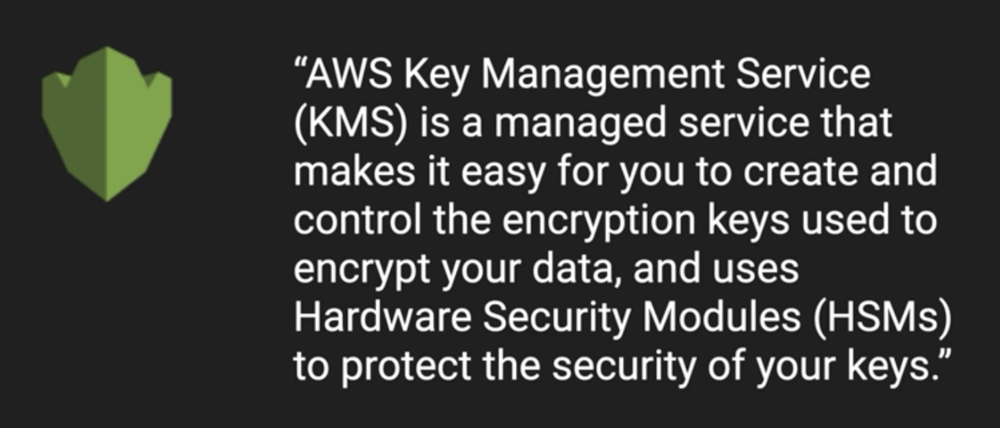 “AWS Key Management Service
(KMS) is a managed service that
makes it easy for you to create and
control the encryption keys used to
encrypt your data, and uses
Hardware Security Modules (HSMs)
to protect the security of your keys.”